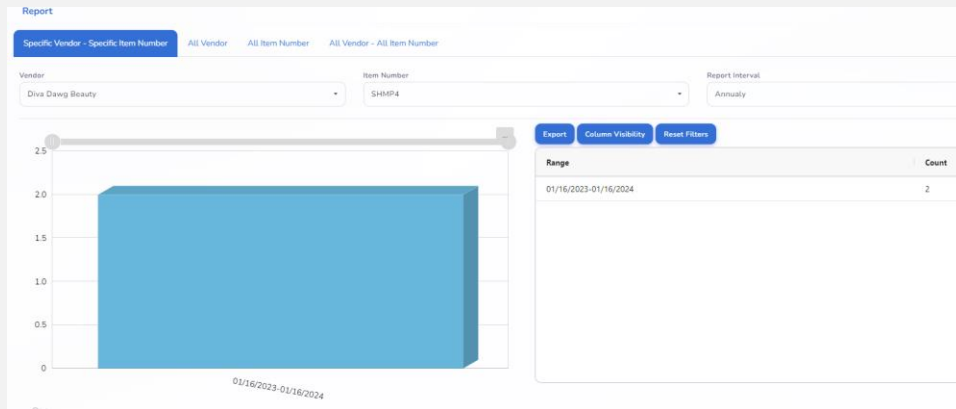 Report
Specific Vendor - Specific Item Number
All Vendor
All Item Number
All Vendor - All Item Number
Vendor
Item Number
Report Interval
Diva Dawg Beauty
SHMP4
Annualy
Export
Column Visibility
Reset Filters
Range
Count
01/16/2023-01/16/2024
2
2.5
2.0
1.5
1.0
0.5
0
01/16/2023-01/16/2024